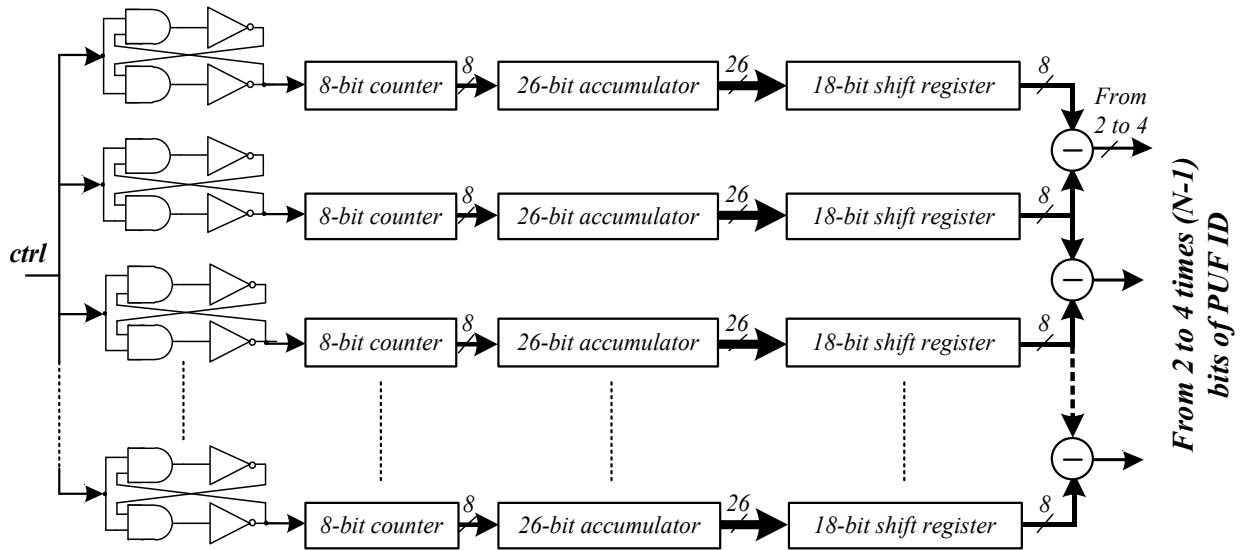 8-bit counter
8
26-bit accumulator
26
18-bit shift register
8
From
2 to 4
8-bit counter
8
26-bit accumulator
26
18-bit shift register
8
ctrl
8-bit counter
8
26-bit accumulator
26
18-bit shift register
8
8-bit counter
8
26-bit accumulator
26
18-bit shift register
8
From 2 to 4 times (N-1)
bits of PUF ID